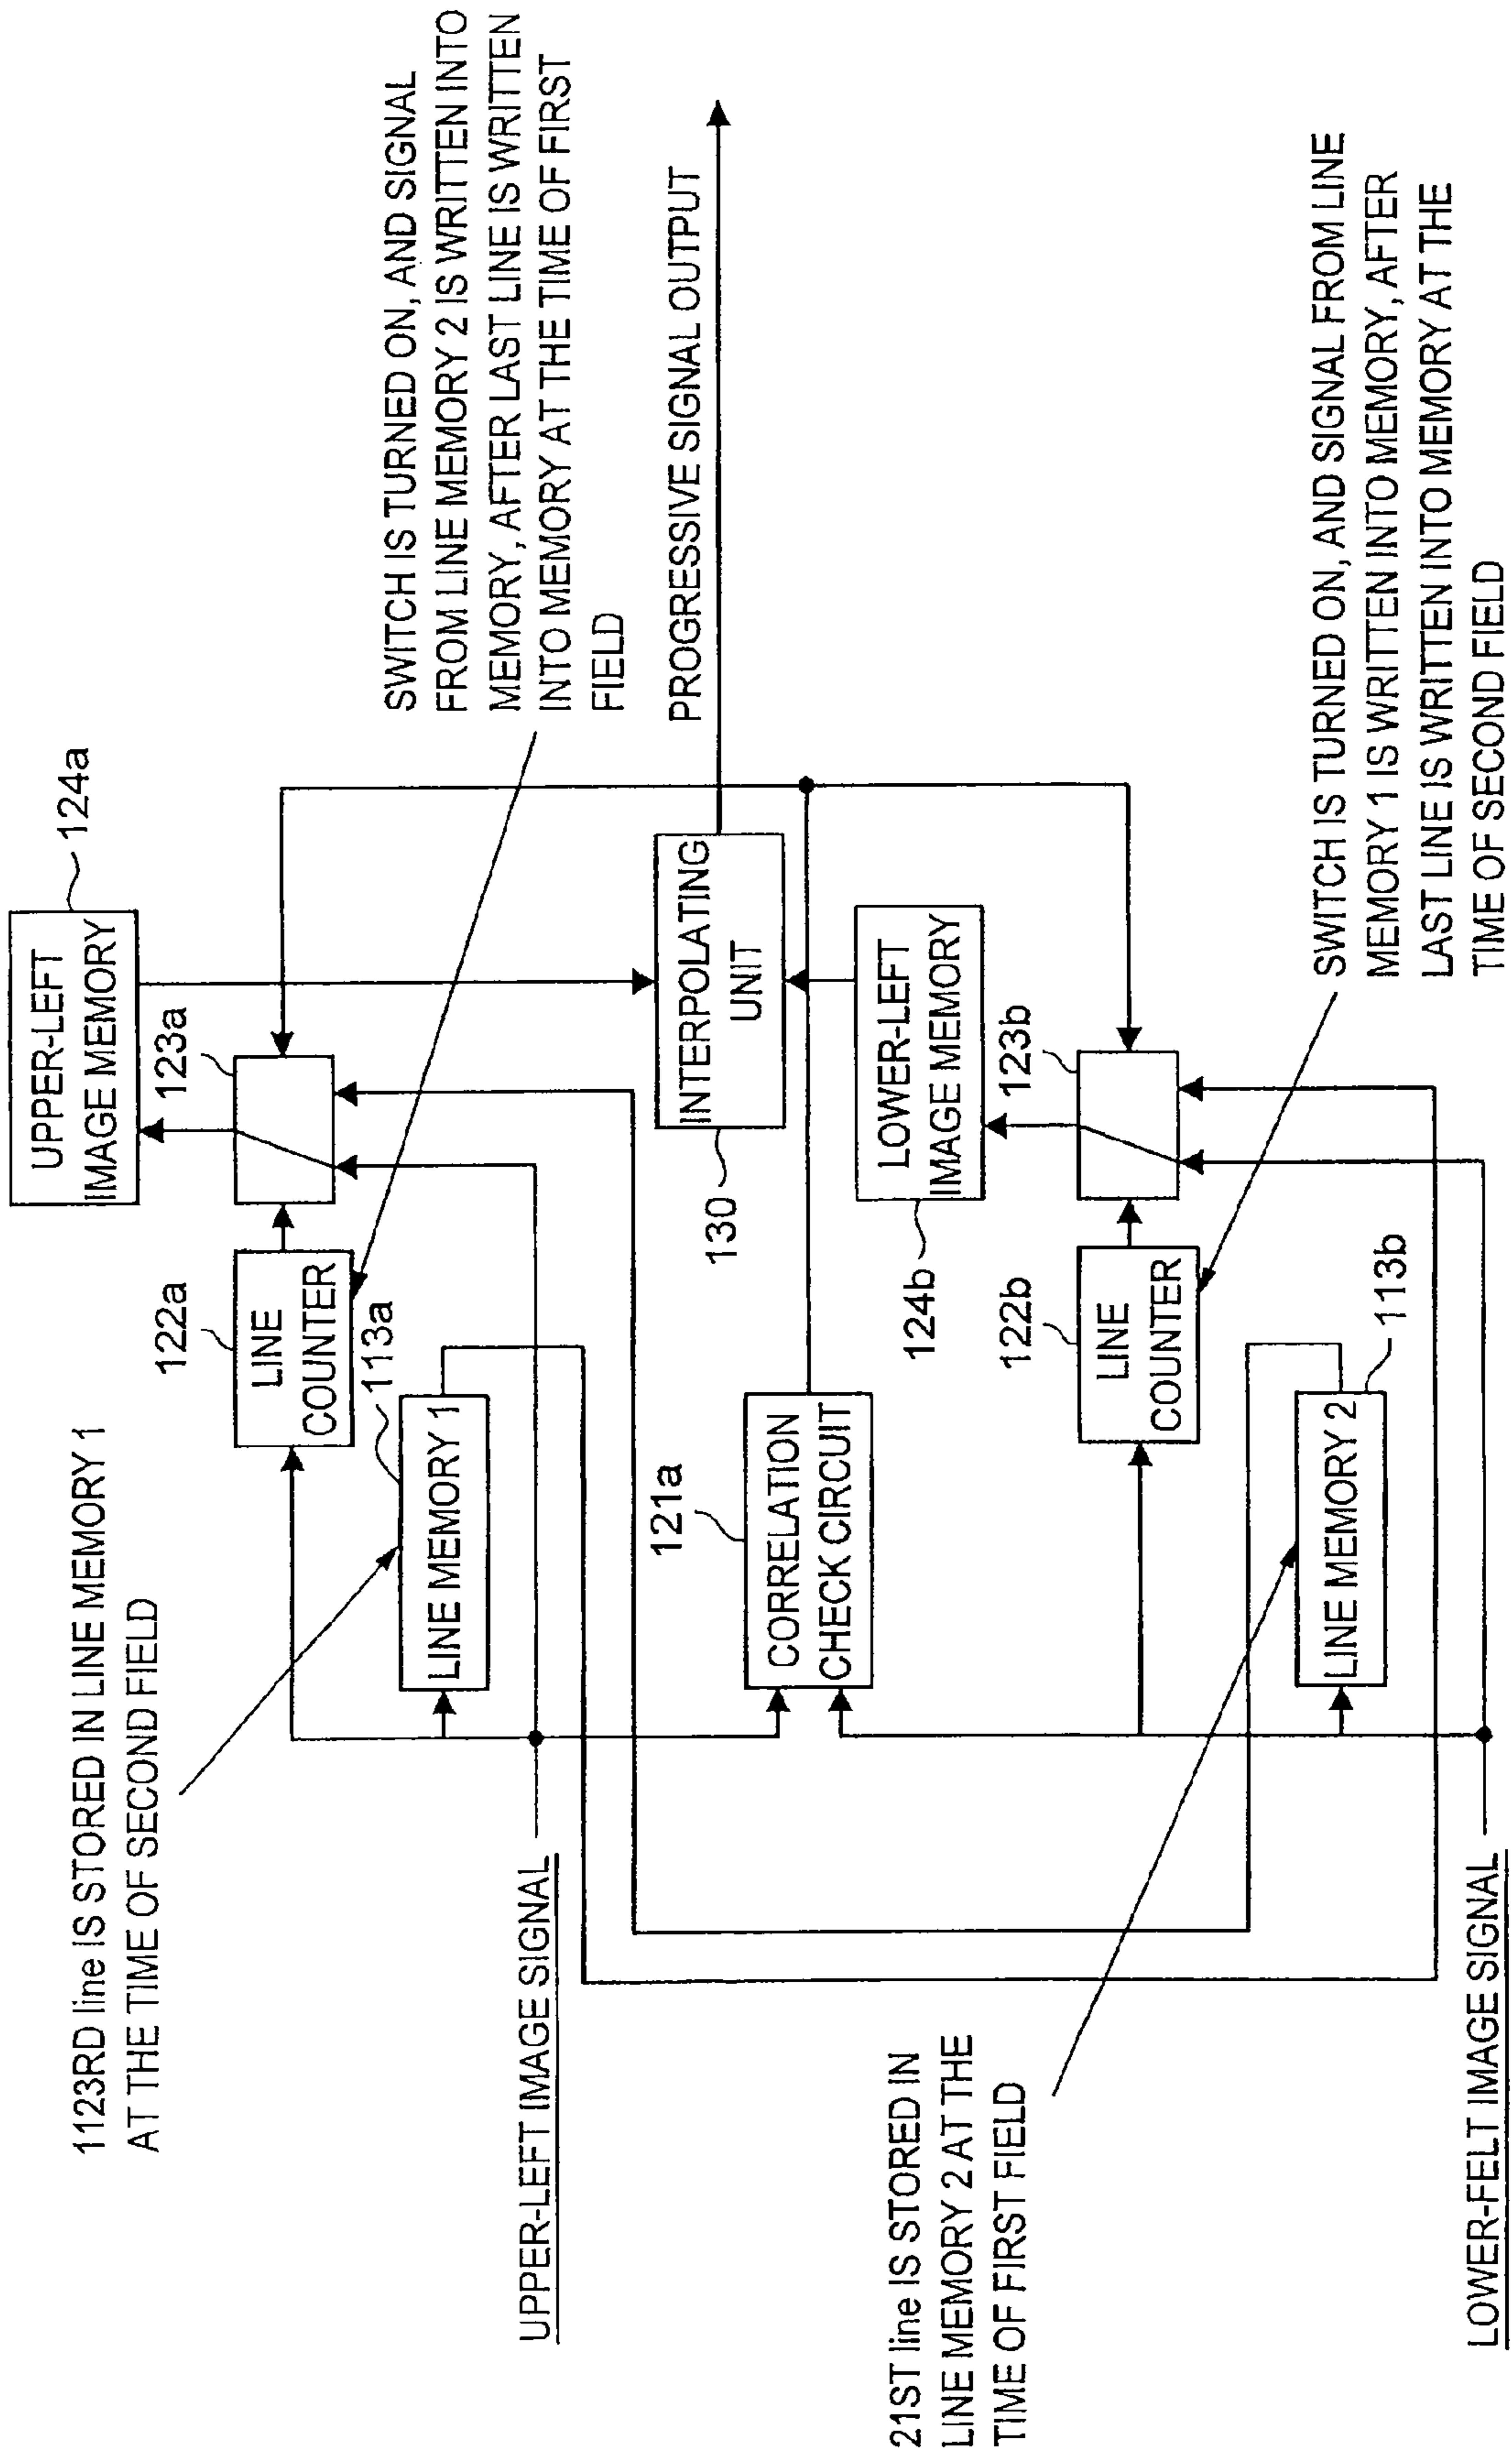 1123RD line IS STORED IN LINE MEMORY 1
AT THE TIME OF SECOND FIELD
UPPER-LEFT
IMAGE MEMORY
124a
122a
123a
LINE
COUNTER
113a
LINE MEMORY 1
SWITCH IS TURNED ON, AND SIGNAL
FROM LINE MEMORY 2 IS WRITTEN INTO
MEMORY, AFTER LAST LINE IS WRITTEN
INTO MEMORY AT THE TIME OF FIRST
FIELD
UPPER-LEFT IMAGE SIGNAL
121a
CORRELATION
CHECK CIRCUIT
INTERPOLATING
UNIT
130
PROGRESSIVE SIGNAL OUTPUT
LOWER-LEFT
IMAGE MEMORY
124b
21ST line IS STORED IN
LINE MEMORY 2 AT THE
TIME OF FIRST FIELD
122b
123b
LINE
COUNTER
113b
LINE MEMORY 2
SWITCH IS TURNED ON, AND SIGNAL FROM LINE
MEMORY 1 IS WRITTEN INTO MEMORY, AFTER
LAST LINE IS WRITTEN INTO MEMORY AT THE
TIME OF SECOND FIELD
LOWER-FELT IMAGE SIGNAL